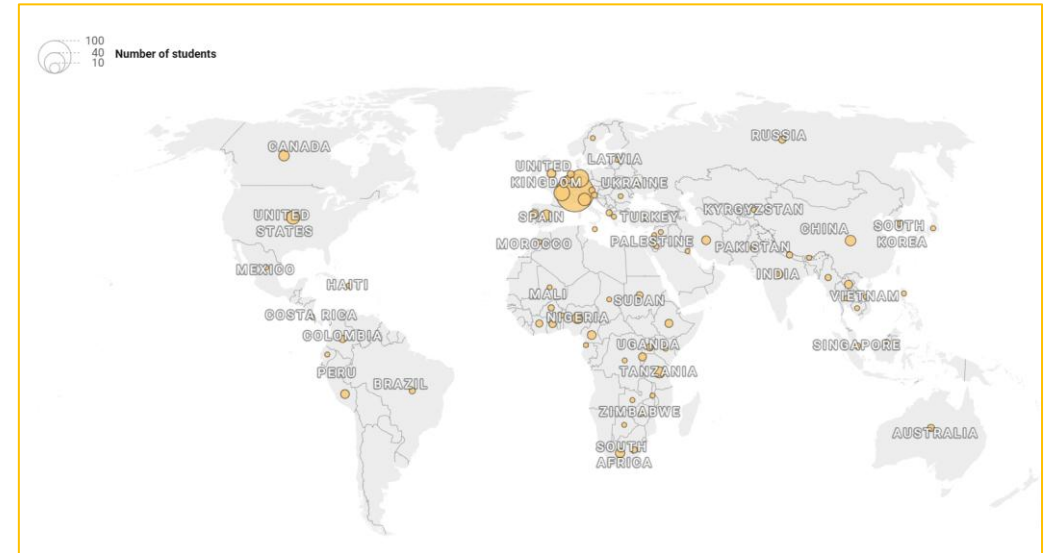 100
40
10
Number of students
CANADA
UNITED
STATES
MEXICO
HAITI
COSTA RICA
COLOMBIA
PERU
BRAZIL
UNITED
KINGDOM
LATVIA
UKRAINE
SPAIN
TURKEY
MOROCCO
PALESTINE
MALI
NIGERIA
SUDAN
UGANDA
TANZANIA
ZIMBABWE
SOUTH
AFRICA
RUSSIA
KYRGYZSTAN
CHINA
SOUTH
KOREA
PAKISTAN
INDIA
VIETNAM
SINGAPORE
AUSTRALIA